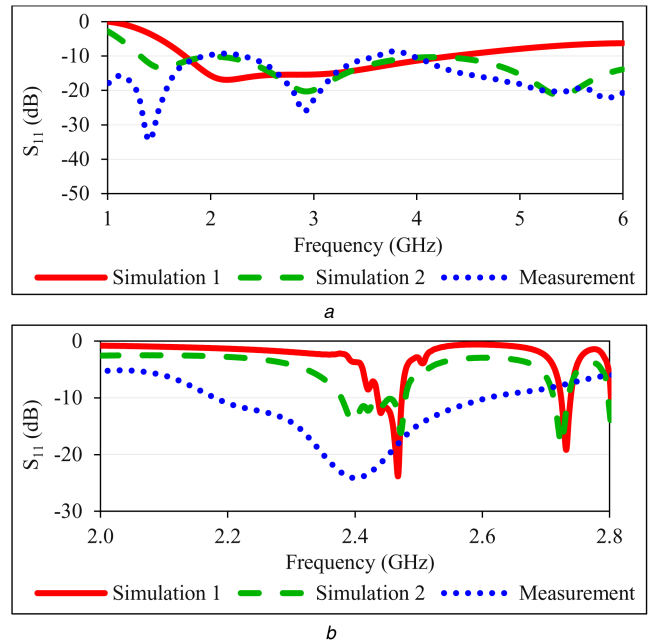 0
-10
-20
-30
-40
-50
S11 (dB)
1 2 3 4 5 6
Frequency (GHz)
Simulation 1 Simulation 2 Measurement
a
0
-10
-20
-30
S11 (dB)
2.0 2.2 2.4 2.6 2.8
Frequency (GHz)
Simulation 1 Simulation 2 Measurement
b